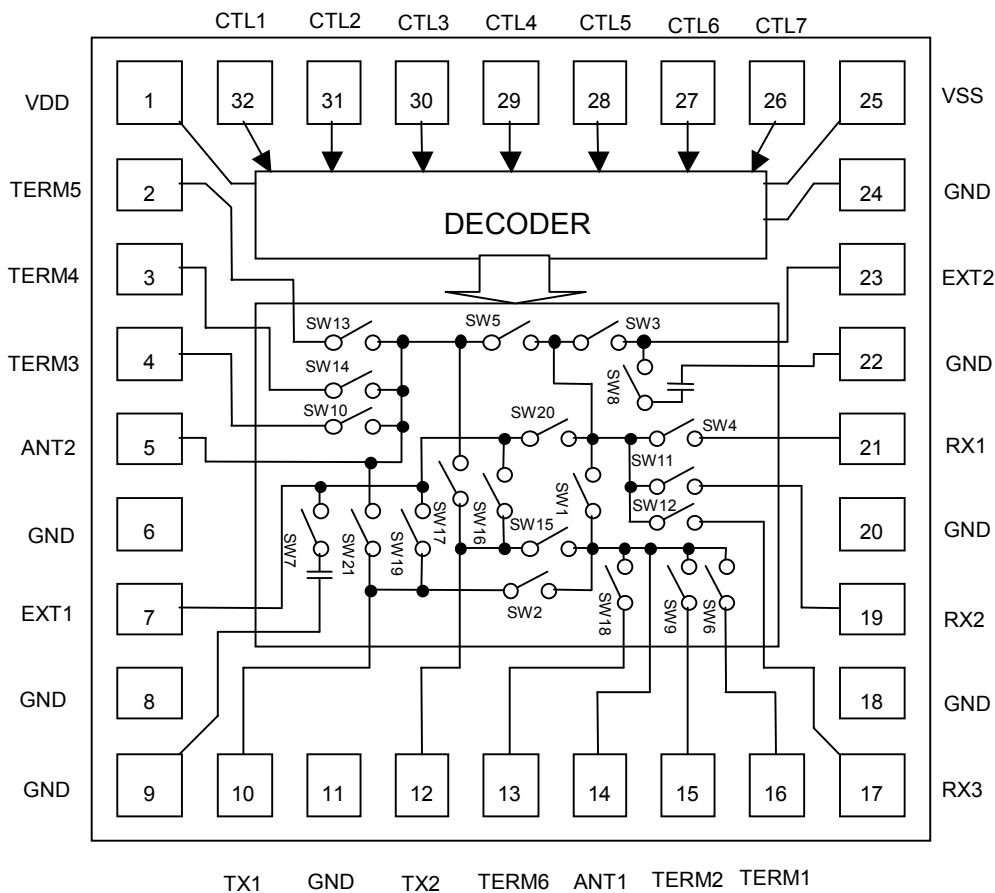 CTL1 CTL2 CTL3 CTL4 CTL5 CTL6 CTL7
VDD 1 32 31 30 29 28 27 26 25 VSS
TERM5 2 24 GND
DECODER
TERM4 3 23 EXT2
SW13 SW5 SW3
TERM3 4 SW14 SW8 22 GND
SW10 SW20 SW4
ANT2 5 21 RX1
SW11
SW12
GND 6 SW7 SW21 SW19 SW17 SW16 SW15 SW1 20 GND
EXT1 7 SW2 SW18 SW9 SW6 19 RX2
GND 8 18 GND
GND 9 10 11 12 13 14 15 16 17 RX3
TX1 GND TX2 TERM6 ANT1 TERM2 TERM1